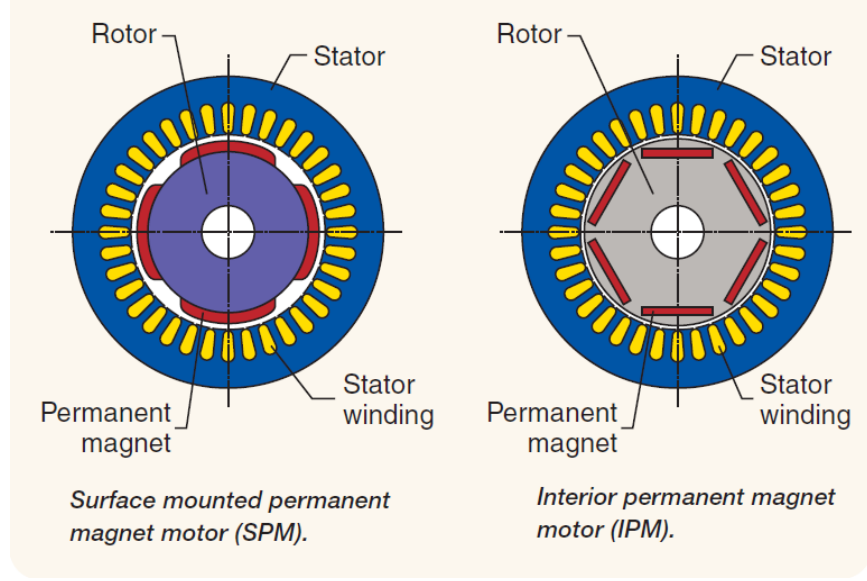 Rotor
Stator
Permanent
magnet
Stator
winding
Surface mounted permanent
magnet motor (SPM).
Rotor
Stator
Permanent
magnet
Stator
winding
Interior permanent magnet
motor (IPM).